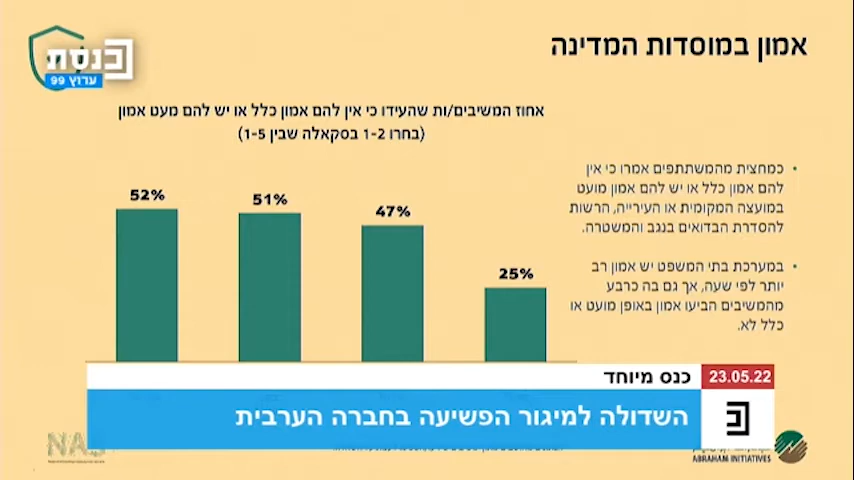 אמון במוסדות המדינה
כנסת
ערוץ 99
אחוז המשיבים/ות שהעידו כי אין להם אמון כלל או יש להם מעט אמון
(בחרו 1-2 בסקאלה שבין 1-5)
52%
51%
47%
25%
• כמחצית מהמשתתפים אמרו כי אין
להם אמון כלל או יש להם אמון מועט
במועצה המקומית או העירייה, הרשות
להסדרת הבדואים בנגב והמשטרה.
• במערכת בתי המשפט יש אמון רב
יותר לפי שעה, אך גם בה כרבע
מהמשיבים הביעו אמון באופן מועט או
כלל לא.
23.05.22
כנס מיוחד
השדולה למיגור הפשיעה בחברה הערבית
NAS
ABRAHAM INITIATIVES